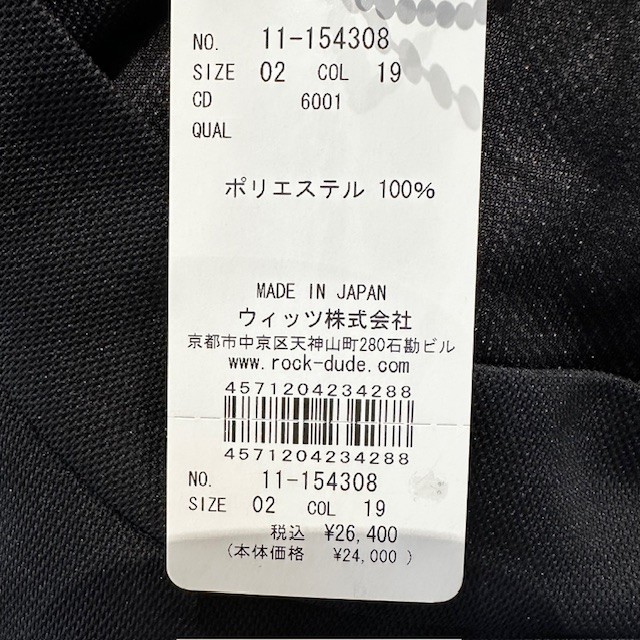 NO. 11-154308
SIZE 02 COL 19
CD 6001
QUAL
ポリエステル 100%
MADE IN JAPAN
ウィッツ株式会社
京都市中京区天神山町280石勘ビル
www.rock-dude.com
4571204234288
4571204234288
NO. 11-154308
SIZE 02 COL 19
税込 ¥26,400
(本体価格 ¥24,000 )